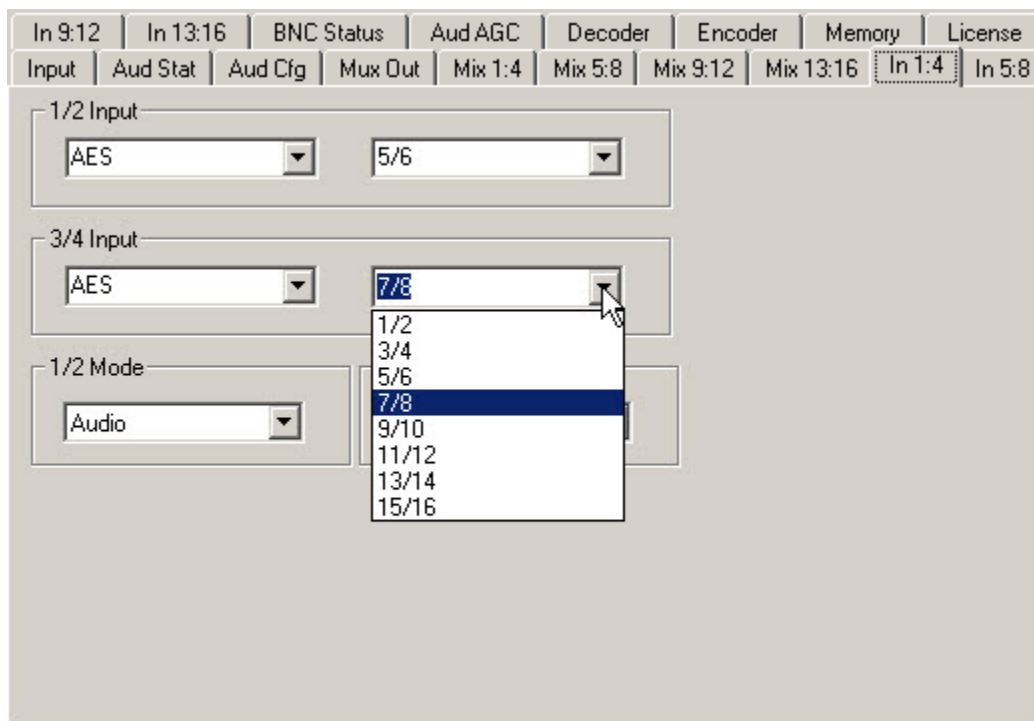 In 9:12 In 13:16 BNC Status Aud AGC Decoder Encoder Memory License
Input Aud Stat Aud Cfg Mux Out Mix 1:4 Mix 5:8 Mix 9:12 Mix 13:16 In 1:4 In 5:8
1/2 Input
AES 5/6
3/4 Input
AES 7/8
1/2
3/4
1/2 Mode
5/6
7/8
Audio
9/10
11/12
13/14
15/16